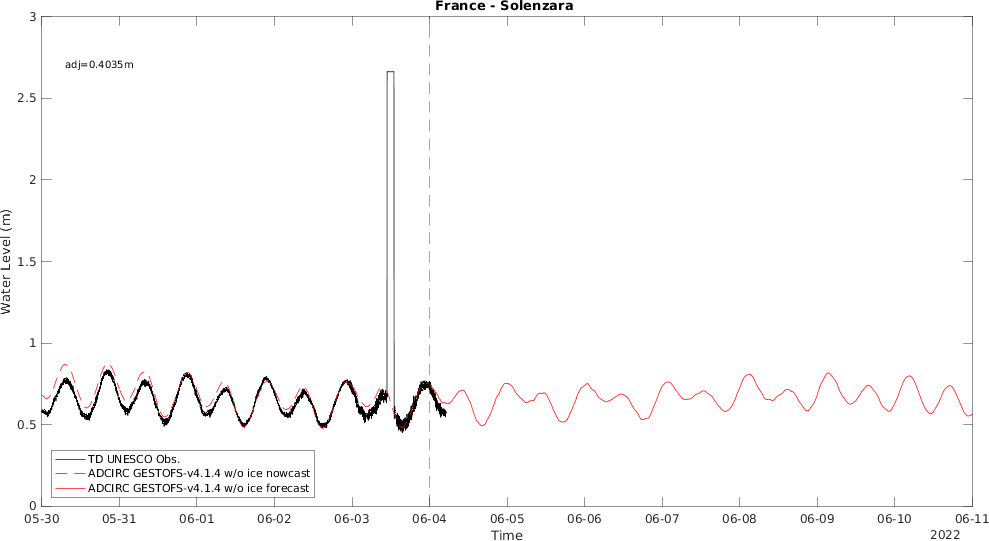 France - Solenzara
adj=0.4035m
Water Level (m)
3
2.5
2
1.5
1
0.5
0
TD UNESCO Obs.
ADCIRC GESTOFS-v4.1.4 w/o ice nowcast
ADCIRC GESTOFS-v4.1.4 w/o ice forecast
05-30 05-31 06-01 06-02 06-03 06-04 06-05 06-06 06-07 06-08 06-09 06-10 06-11
Time
2022